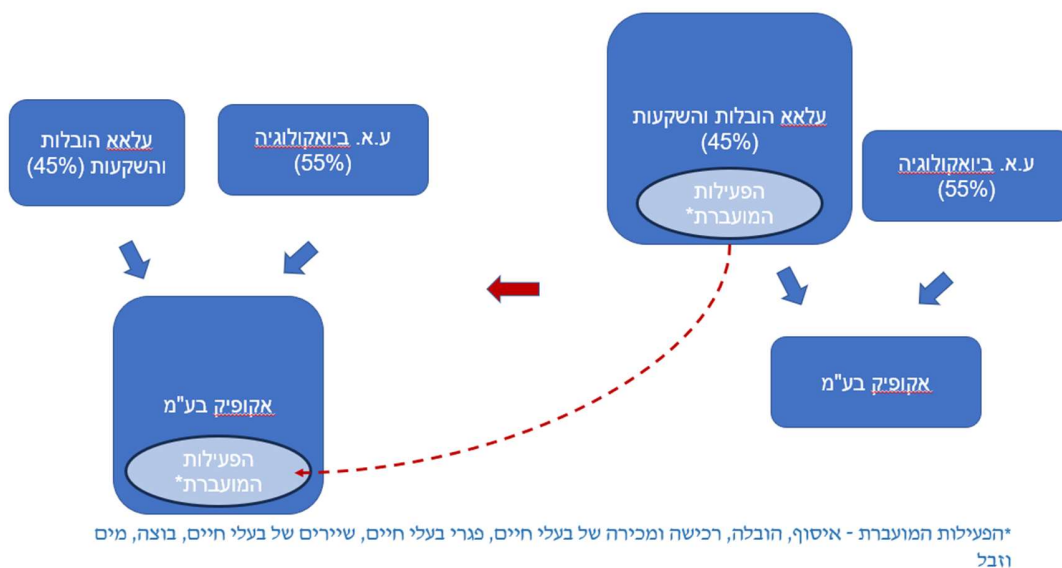 עלאא הובלות והשקעות
(45%)
הפעילות
המועברת*
ע.א. ביואקולוגיה
(55%)
אקופיק בע"מ
ע.א. ביואקולוגיה
(55%)
עלאא הובלות
והשקעות (45%)
אקופיק בע"מ
הפעילות
המועברת*
*הפעילות המועברת - איסוף, הובלה, רכישה ומכירה של בעלי חיים, פגרי בעלי חיים, שיירים של בעלי חיים, בוצה, מים
וזבל